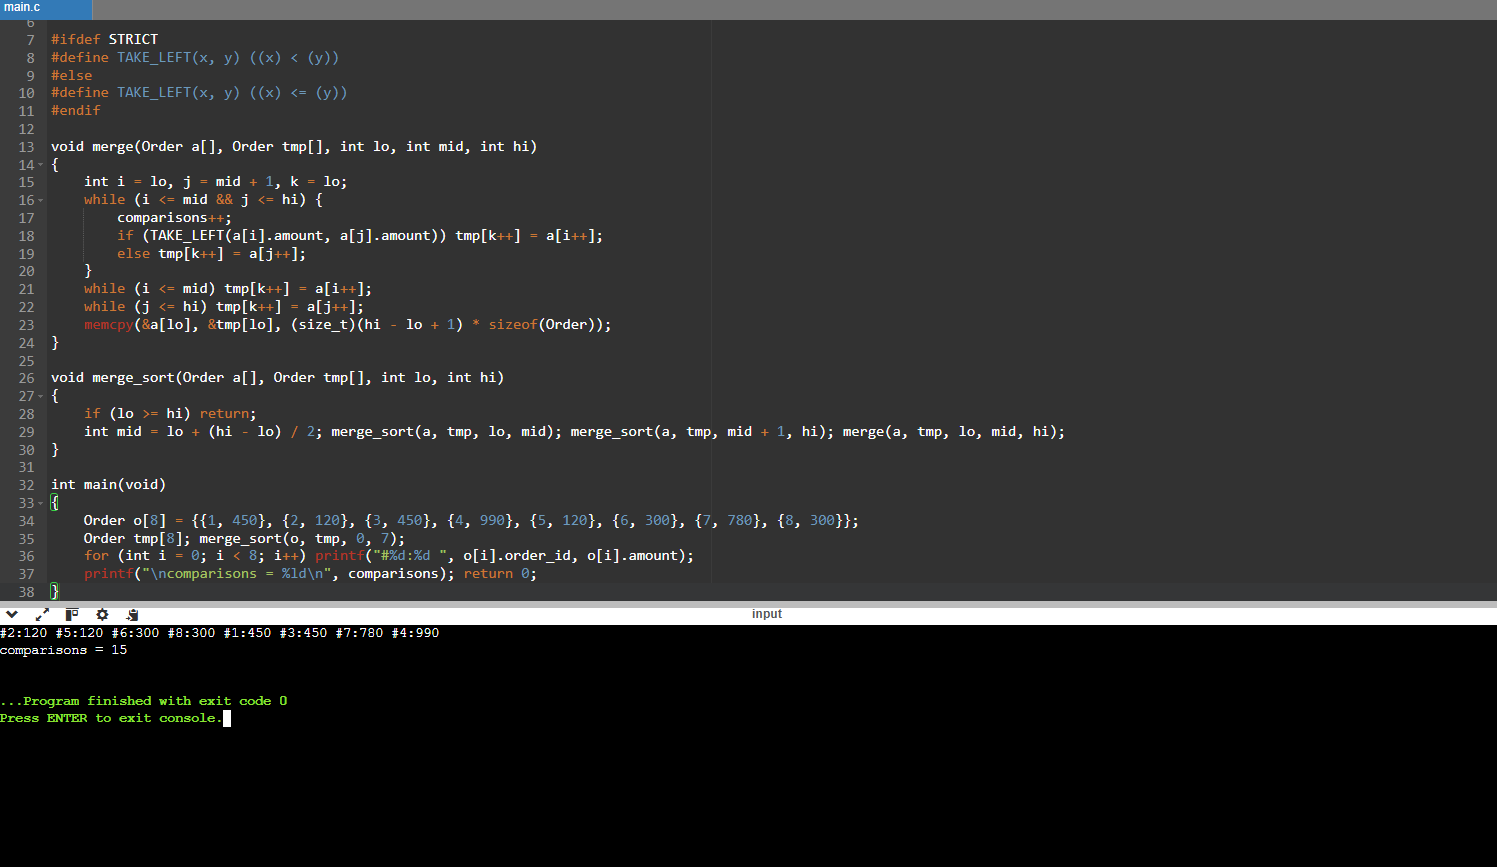 main.c
6
7 #ifdef STRICT
8 #define TAKE_LEFT(x, y) ((x) < (y))
9 #else
10 #define TAKE_LEFT(x, y) ((x) <= (y))
11 #endif
12
13 void merge(Order a[], Order tmp[], int lo, int mid, int hi)
14 {
15     int i = lo, j = mid + 1, k = lo;
16     while (i <= mid && j <= hi) {
17         comparisons++;
18         if (TAKE_LEFT(a[i].amount, a[j].amount)) tmp[k++] = a[i++];
19         else tmp[k++] = a[j++];
20     }
21     while (i <= mid) tmp[k++] = a[i++];
22     while (j <= hi) tmp[k++] = a[j++];
23     memcpy(&a[lo], &tmp[lo], (size_t)(hi - lo + 1) * sizeof(Order));
24 }
25
26 void merge_sort(Order a[], Order tmp[], int lo, int hi)
27 {
28     if (lo >= hi) return;
29     int mid = lo + (hi - lo) / 2; merge_sort(a, tmp, lo, mid); merge_sort(a, tmp, mid + 1, hi); merge(a, tmp, lo, mid, hi);
30 }
31
32 int main(void)
33 {
34     Order o[8] = {{1, 450}, {2, 120}, {3, 450}, {4, 990}, {5, 120}, {6, 300}, {7, 780}, {8, 300}};
35     Order tmp[8]; merge_sort(o, tmp, 0, 7);
36     for (int i = 0; i < 8; i++) printf("#%d:%d ", o[i].order_id, o[i].amount);
37     printf("\ncomparisons = %ld\n", comparisons); return 0;
38 }
input
#2:120 #5:120 #6:300 #8:300 #1:450 #3:450 #7:780 #4:990
comparisons = 15
...Program finished with exit code 0
Press ENTER to exit console.